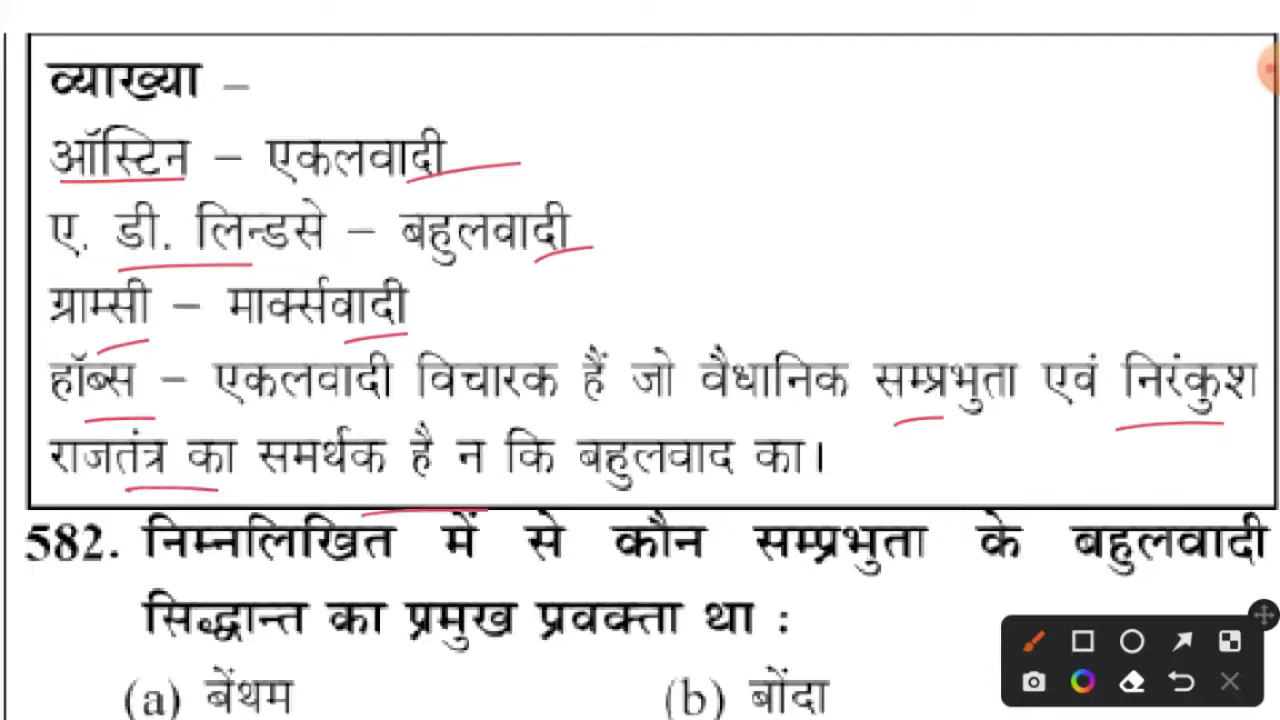 व्याख्या –
ऑस्टिन – एकलवादी
ए. डी. लिन्डसे – बहुलवादी
ग्राम्सी – मार्क्सवादी
हॉब्स – एकलवादी विचारक हैं जो वैधानिक सम्प्रभुता एवं निरंकुश
राजतंत्र का समर्थक है न कि बहुलवाद का।
582. निम्नलिखित में से कौन सम्प्रभुता के बहुलवादी
सिद्धान्त का प्रमुख प्रवक्ता था :
(a) बेंथम (b) बोंदा